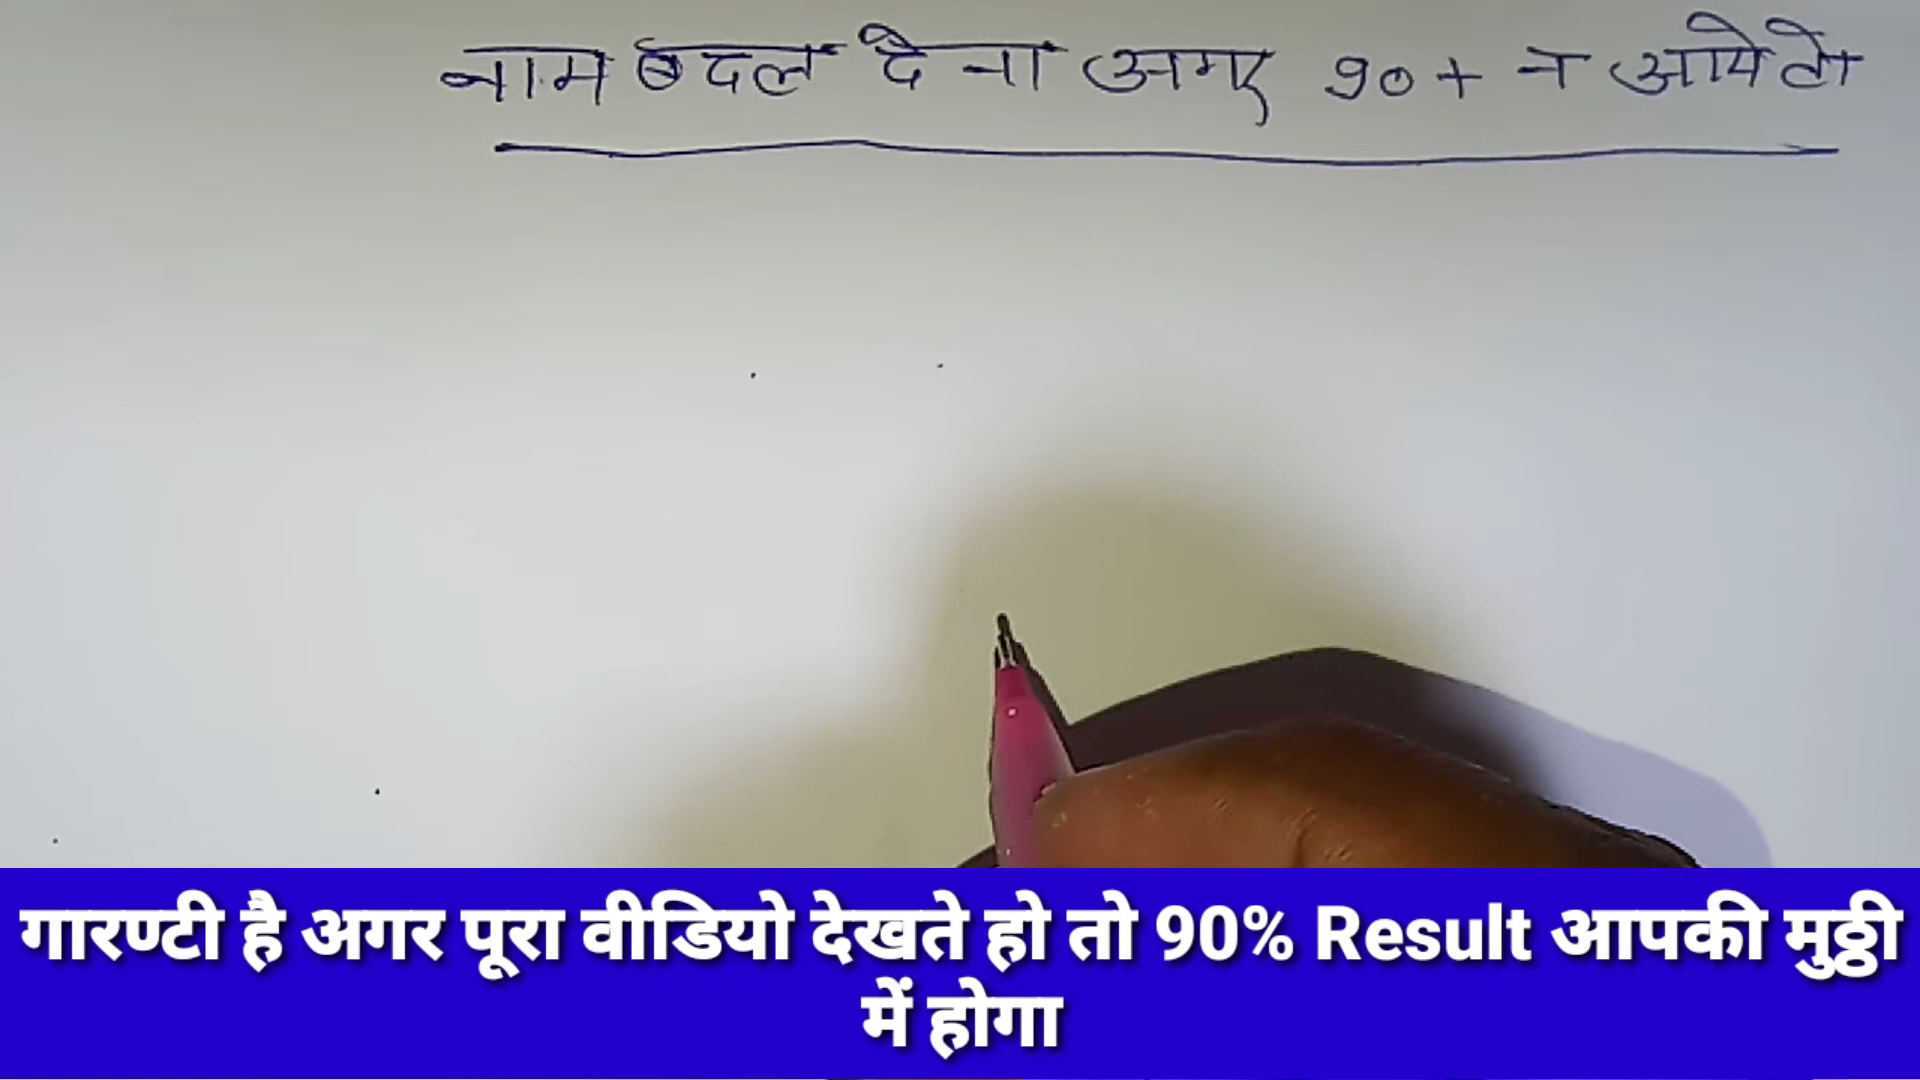 नाम बदल देना अगर 90+ न आये तो
गारण्टी है अगर पूरा वीडियो देखते हो तो 90% Result आपकी मुठ्ठी
में होगा